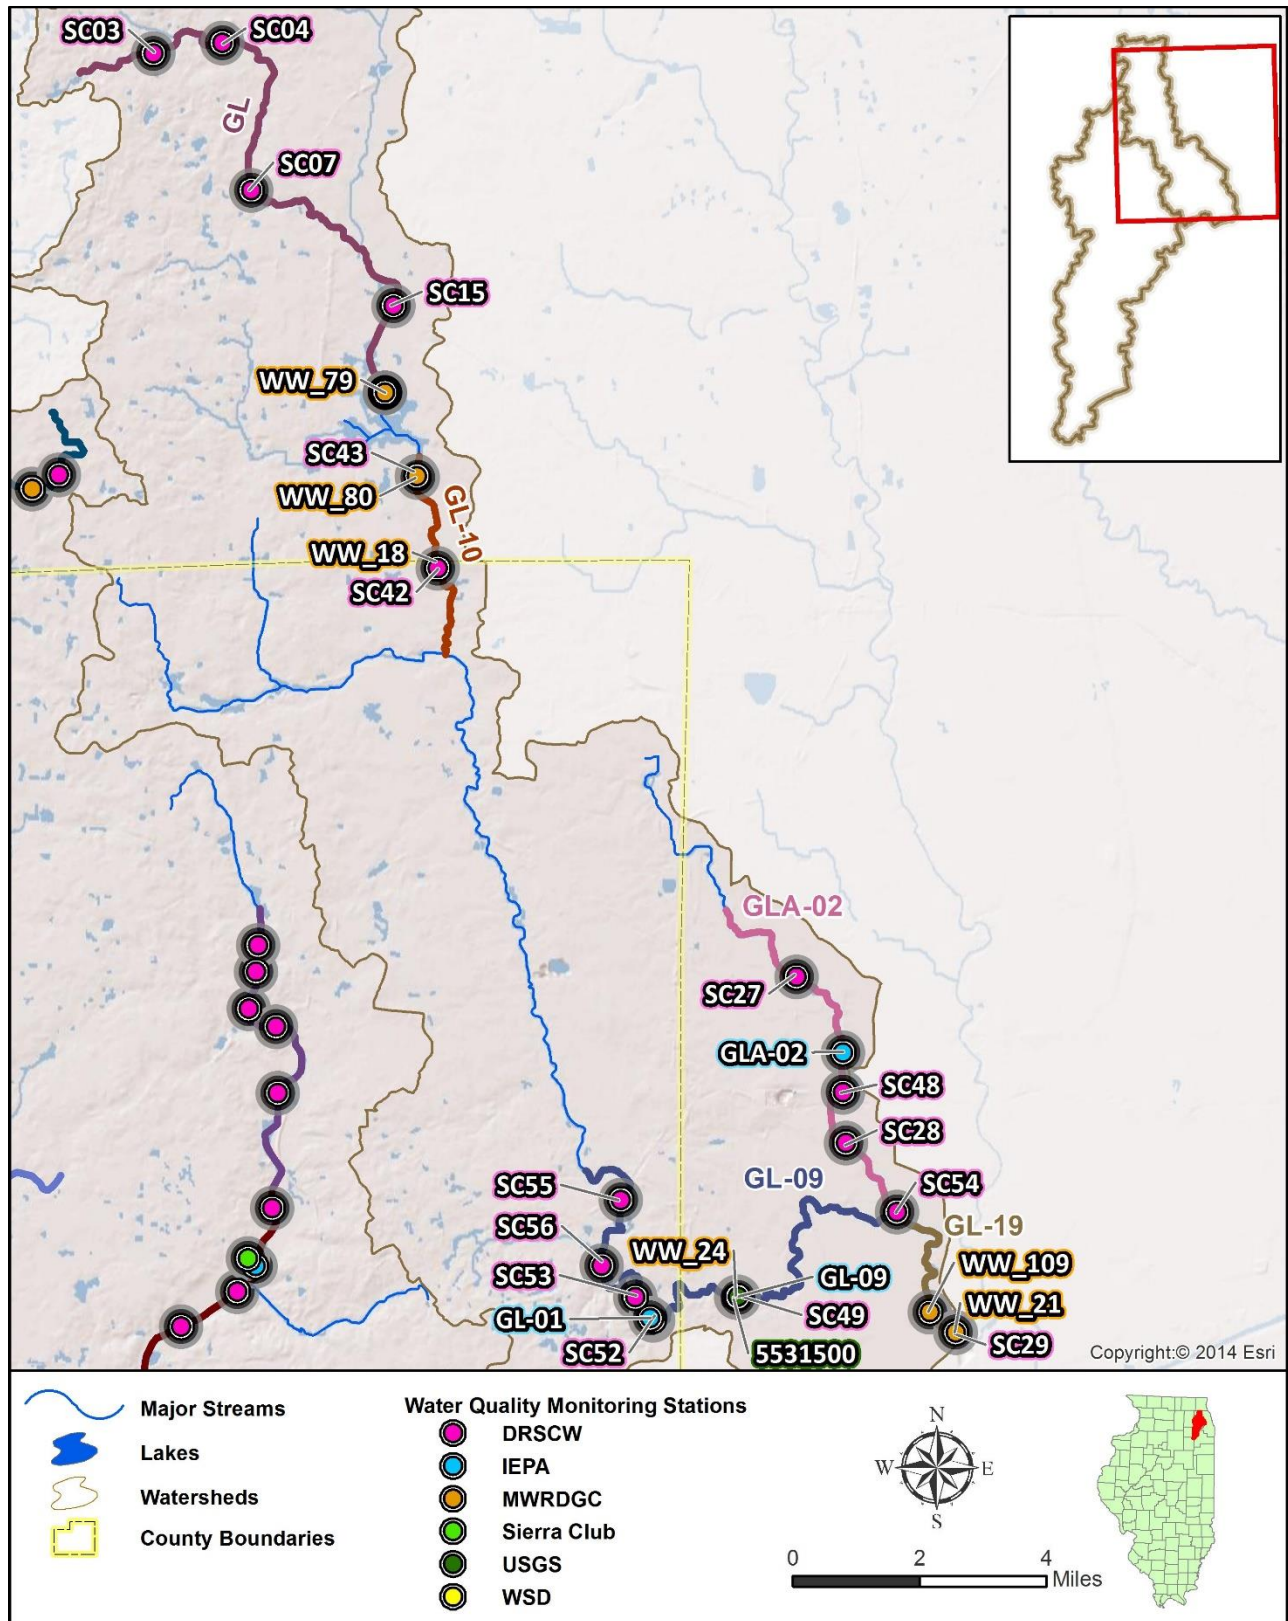 SC03
SC04
GL
SC07
SC15
WW_79
SC43
WW_80
GL-10
WW_18
SC42
GLA-02
SC27
GLA-02
SC48
SC28
SC54
SC55
GL-09
SC56
WW_24
GL-19
WW_109
SC53
GL-09
WW_21
GL-01
SC49
SC29
SC52
5531500
Copyright:© 2014 Esri
Major Streams
Lakes
Watersheds
County Boundaries
Water Quality Monitoring Stations
DRSCW
IEPA
MWRDGC
Sierra Club
USGS
WSD
N
W E
S
0 2 4
Miles